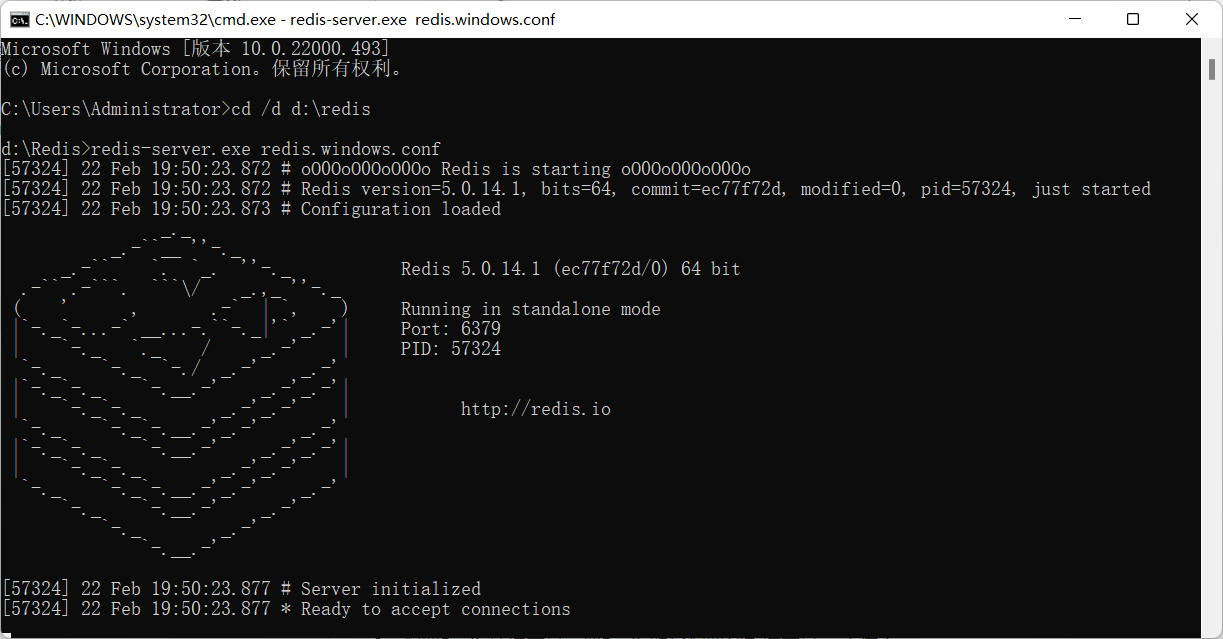 C:\WINDOWS\system32\cmd.exe - redis-server.exe  redis.windows.conf
Microsoft Windows [版本 10.0.22000.493]
(c) Microsoft Corporation。保留所有权利。
C:\Users\Administrator>cd /d d:\redis
d:\Redis>redis-server.exe redis.windows.conf
[57324] 22 Feb 19:50:23.872 # oO0OoO0OoO0Oo Redis is starting oO0OoO0OoO0Oo
[57324] 22 Feb 19:50:23.872 # Redis version=5.0.14.1, bits=64, commit=ec77f72d, modified=0, pid=57324, just started
[57324] 22 Feb 19:50:23.873 # Configuration loaded
Redis 5.0.14.1 (ec77f72d/0) 64 bit
Running in standalone mode
Port: 6379
PID: 57324
http://redis.io
[57324] 22 Feb 19:50:23.877 # Server initialized
[57324] 22 Feb 19:50:23.877 * Ready to accept connections